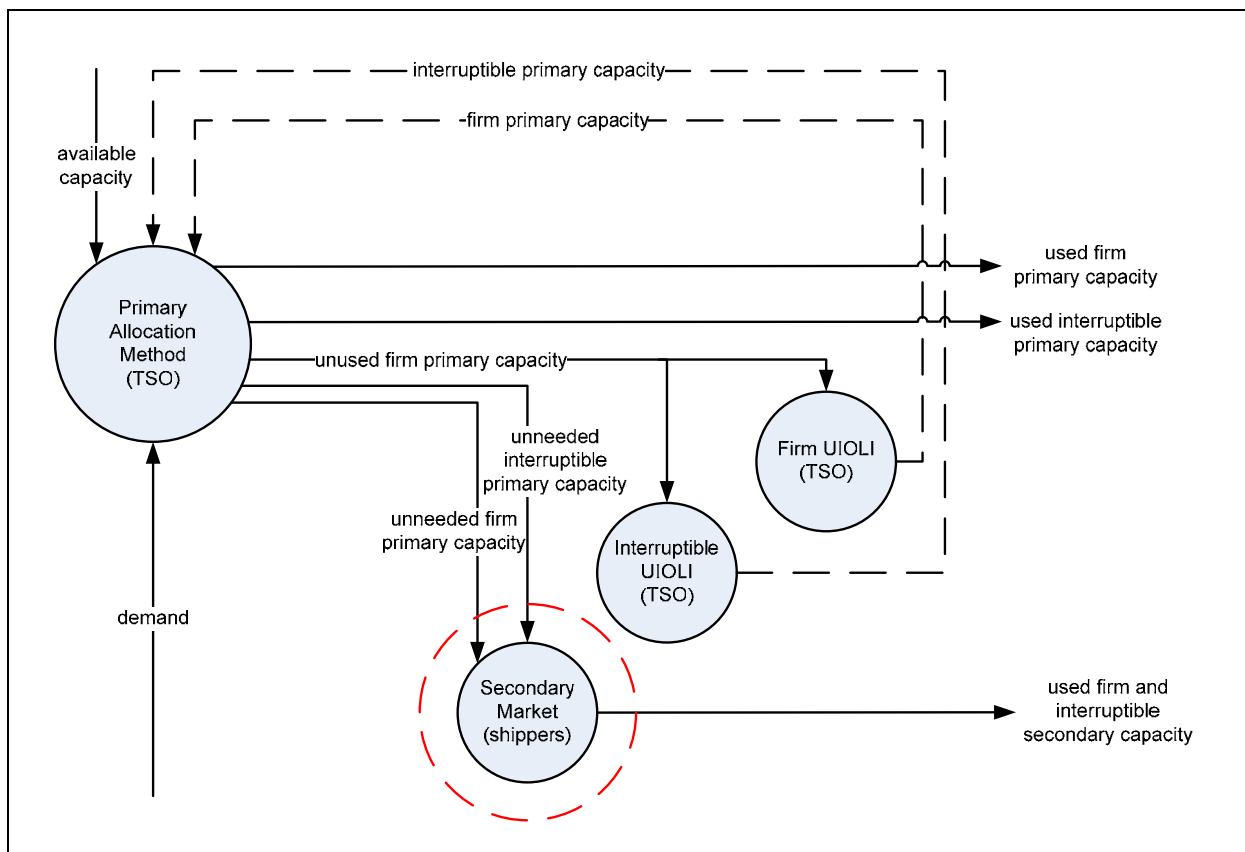 interruptible primary capacity
firm primary capacity
available
capacity
used firm
primary capacity
Primary
Allocation
Method
(TSO)
used interruptible
primary capacity
unused firm primary capacity
unneeded
interruptible
primary capacity
Firm UIOLI
(TSO)
unneeded firm
primary capacity
Interruptible
UIOLI
(TSO)
demand
Secondary
Market
(shippers)
used firm and
interruptible
secondary capacity